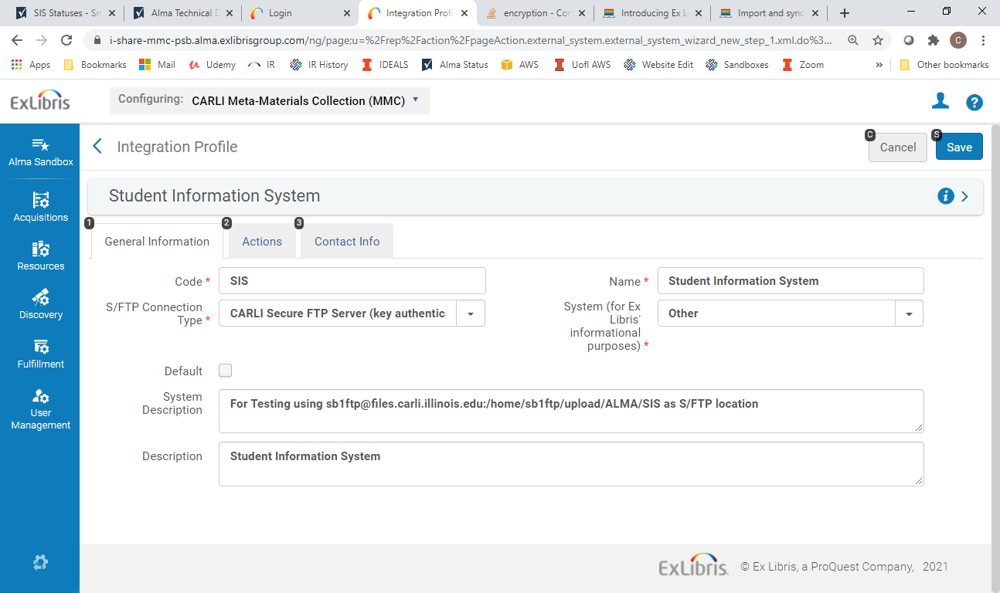 SIS Statuses - Sm
Alma Technical D
Login
Integration Profi
encryption - Con
Introducing Ex L
Import and sync
i-share-mmc-psb.alma.exlibrisgroup.com/ng/page;u=%2Frep%2Faction%2FpageAction.external_system.external_system_wizard_new_step_1.xml.do%3...
C
Apps
Bookmarks
Mail
Udemy
IR
IR History
IDEALS
Alma Status
AWS
UofI AWS
Website Edit
Sandboxes
Zoom
»
Other bookmarks
ExLibris
Configuring: CARLI Meta-Materials Collection (MMC)
?
Alma Sandbox
Acquisitions
Resources
Discovery
Fulfillment
User
Management
Integration Profile
C
Cancel
S
Save
Student Information System
i
1
General Information
2
Actions
3
Contact Info
Code *
SIS
Name *
Student Information System
S/FTP Connection
Type *
CARLI Secure FTP Server (key authentic
System (for Ex
Libris'
informational
purposes) *
Other
Default
System
Description
For Testing using sb1ftp@files.carli.illinois.edu:/home/sb1ftp/upload/ALMA/SIS as S/FTP location
Description
Student Information System
ExLibris.
© Ex Libris, a ProQuest Company, 2021